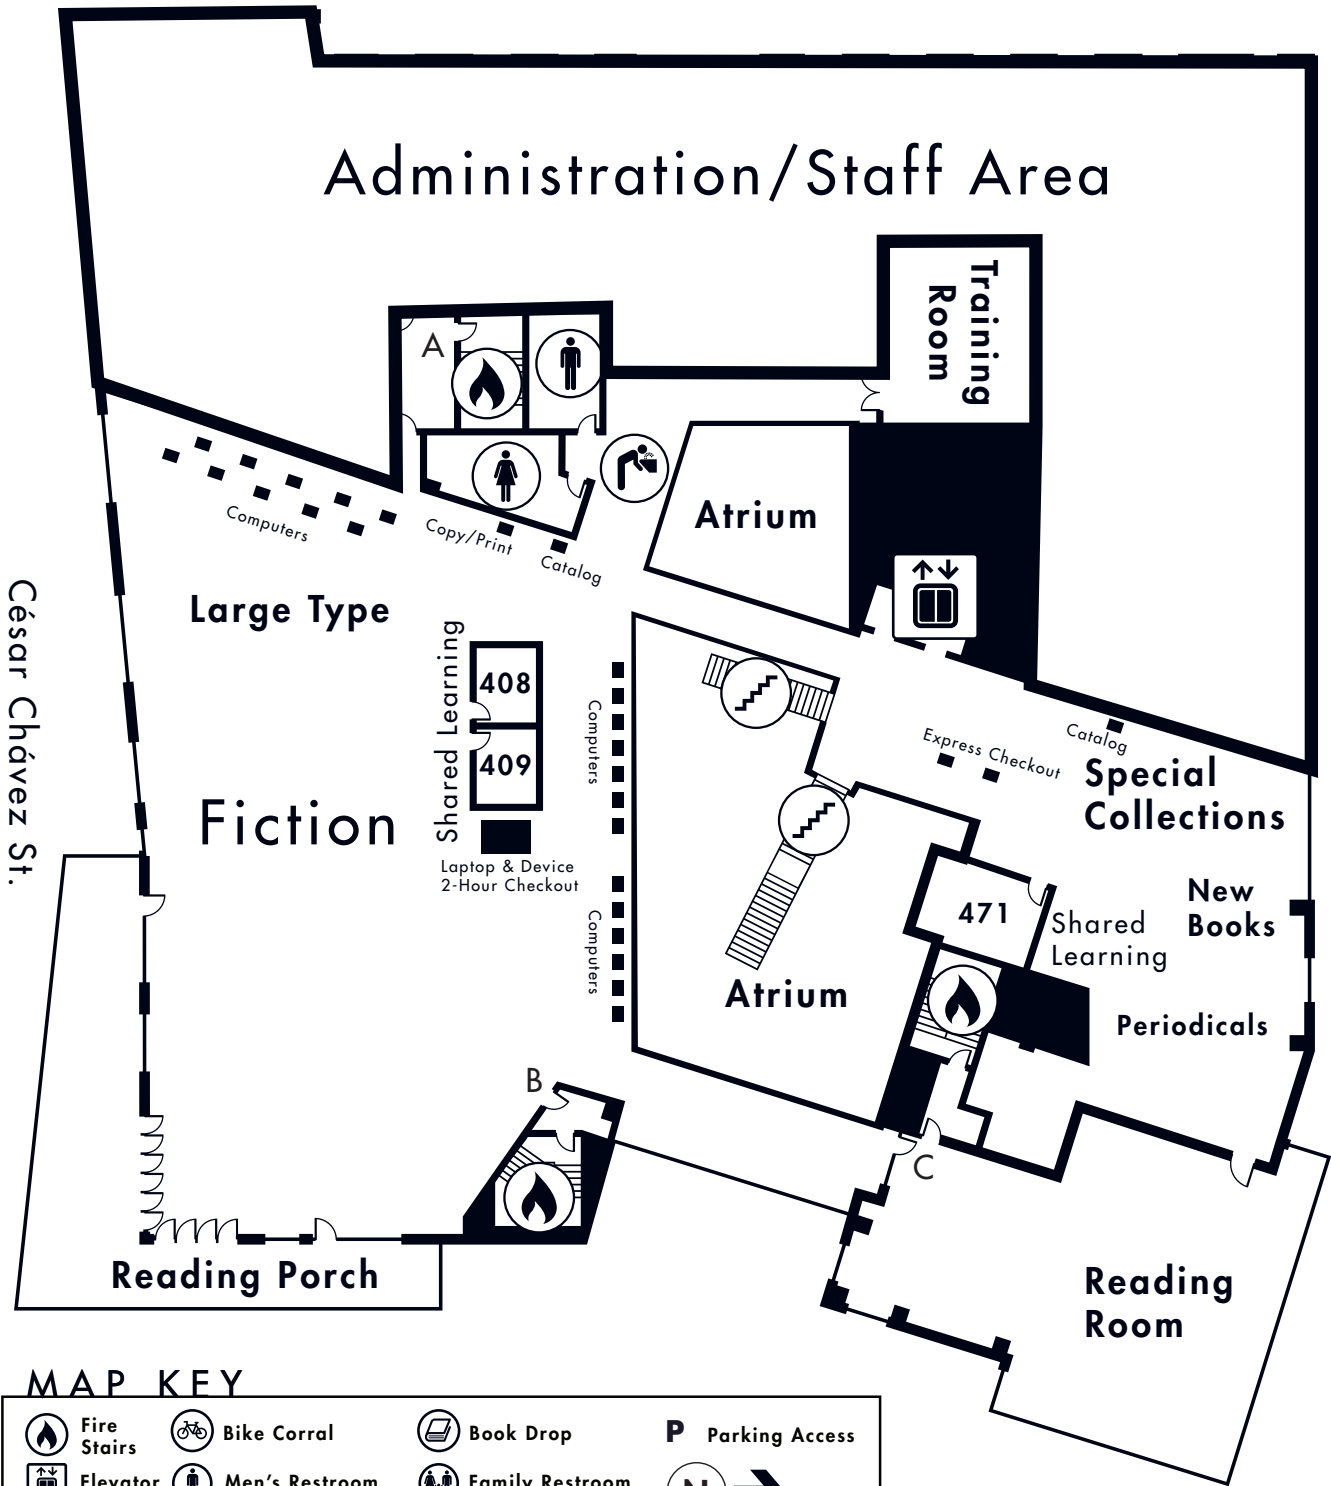 Administration/Staff Area
Training
Room
A
Atrium
Computers
Copy/Print
Catalog
Large Type
Shared Learning
408
409
Computers
Express Checkout
Catalog
Special
Collections
César Chávez St.
Fiction
Laptop & Device
2-Hour Checkout
Computers
471
Shared
Learning
New
Books
Atrium
Periodicals
B
C
Reading Porch
Reading
Room
MAP KEY
Fire
Stairs
Bike Corral
Book Drop
P Parking Access
Elevator
Men's Restroom
Family Restroom
N